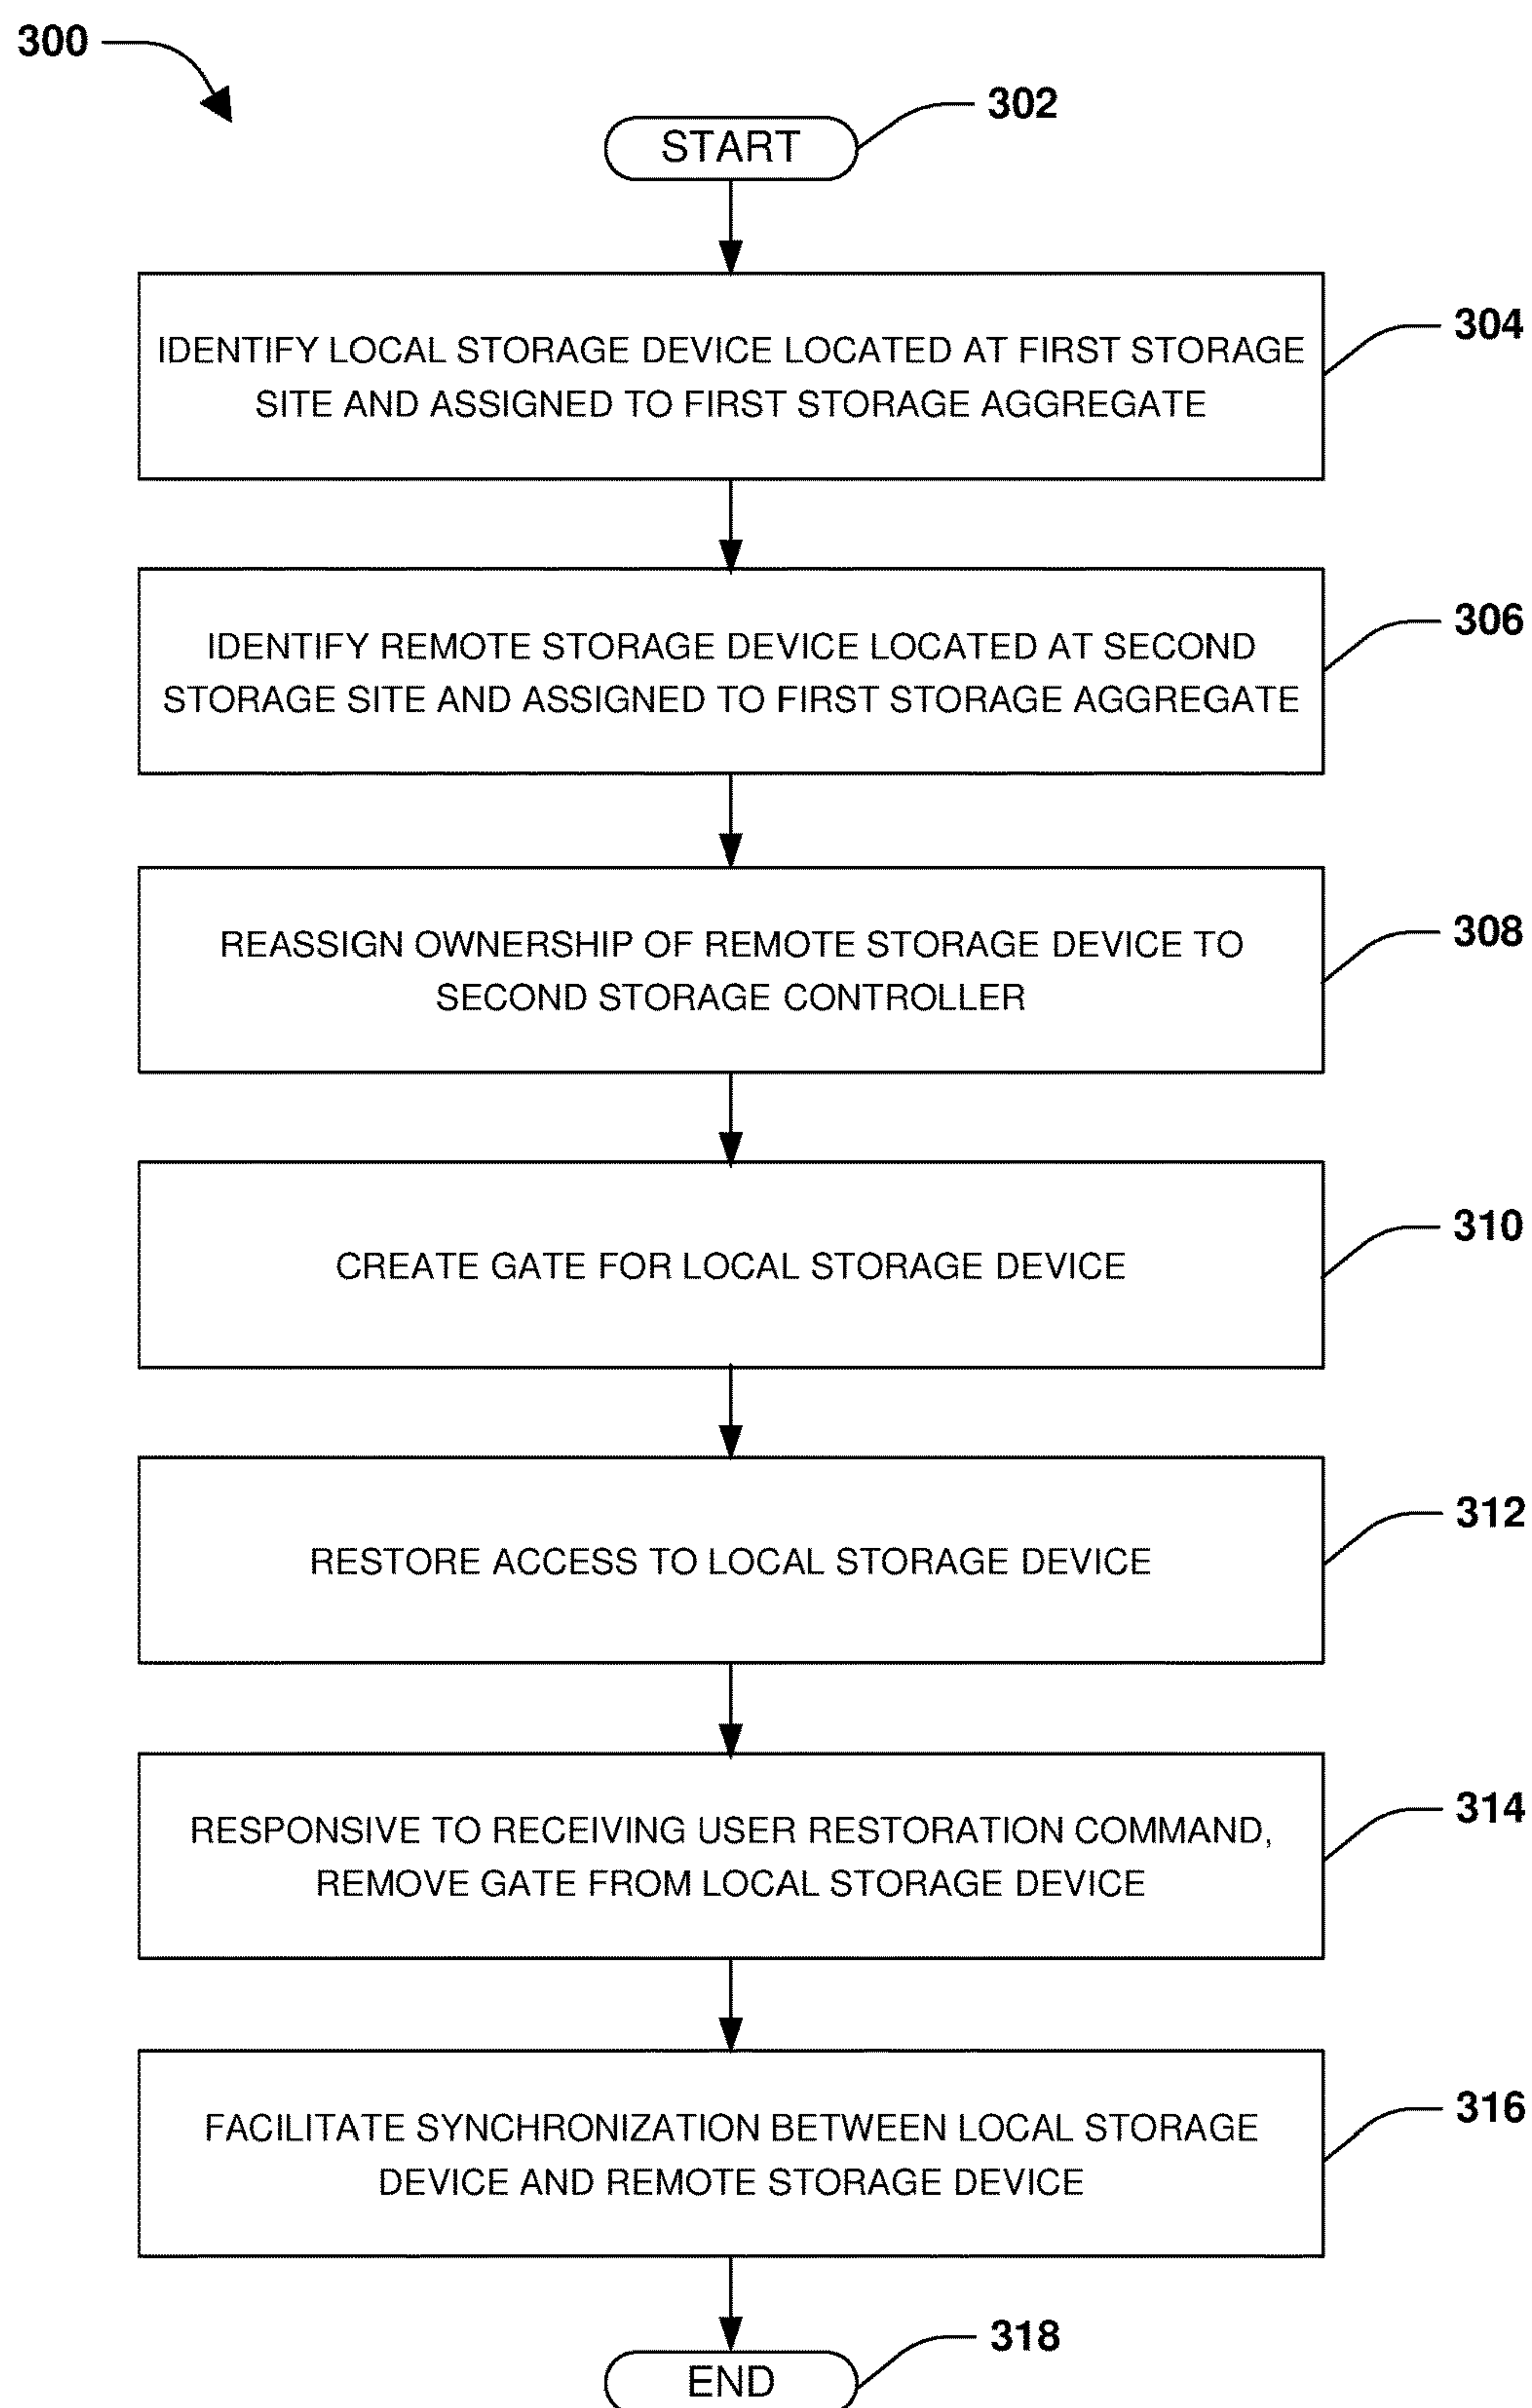 300
302
START
304
IDENTIFY LOCAL STORAGE DEVICE LOCATED AT FIRST STORAGE
SITE AND ASSIGNED TO FIRST STORAGE AGGREGATE
306
IDENTIFY REMOTE STORAGE DEVICE LOCATED AT SECOND
STORAGE SITE AND ASSIGNED TO FIRST STORAGE AGGREGATE
308
REASSIGN OWNERSHIP OF REMOTE STORAGE DEVICE TO
SECOND STORAGE CONTROLLER
310
CREATE GATE FOR LOCAL STORAGE DEVICE
312
RESTORE ACCESS TO LOCAL STORAGE DEVICE
314
RESPONSIVE TO RECEIVING USER RESTORATION COMMAND,
REMOVE GATE FROM LOCAL STORAGE DEVICE
316
FACILITATE SYNCHRONIZATION BETWEEN LOCAL STORAGE
DEVICE AND REMOTE STORAGE DEVICE
318
END